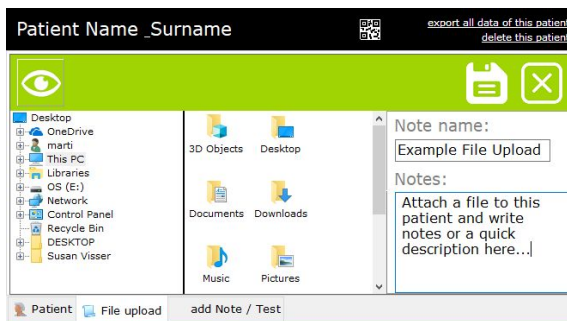 Patient Name _Surname
export all data of this patient
delete this patient
Desktop
OneDrive
marti
This PC
Libraries
OS (E:)
Network
Control Panel
Recycle Bin
DESKTOP
Susan Visser
3D Objects
Desktop
Documents
Downloads
Music
Pictures
Note name:
Example File Upload
Notes:
Attach a file to this
patient and write
notes or a quick
description here...
Patient
File upload
add Note / Test